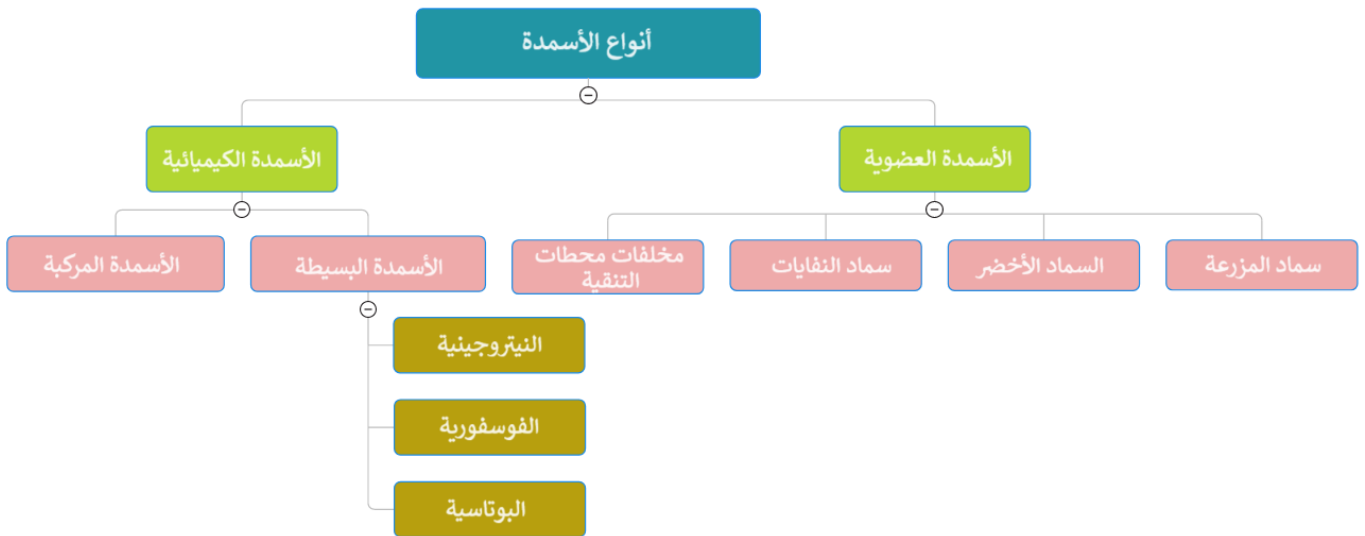 أنواع الأسمدة
الأسمدة العضوية
الأسمدة الكيميائية
سماد المزرعة
السماد الأخضر
سماد النفايات
مخلفات محطات
التنقية
الأسمدة البسيطة
الأسمدة المركبة
النيتروجينية
الفوسفورية
البوتاسية